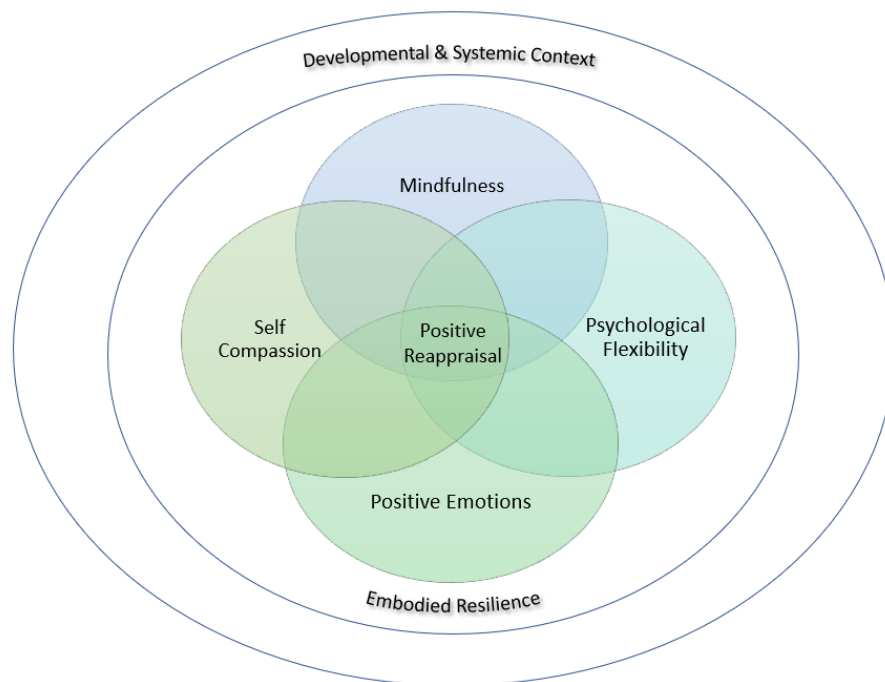 Developmental & Systemic Context
Mindfulness
Self
Compassion
Positive
Reappraisal
Psychological
Flexibility
Positive Emotions
Embodied Resilience